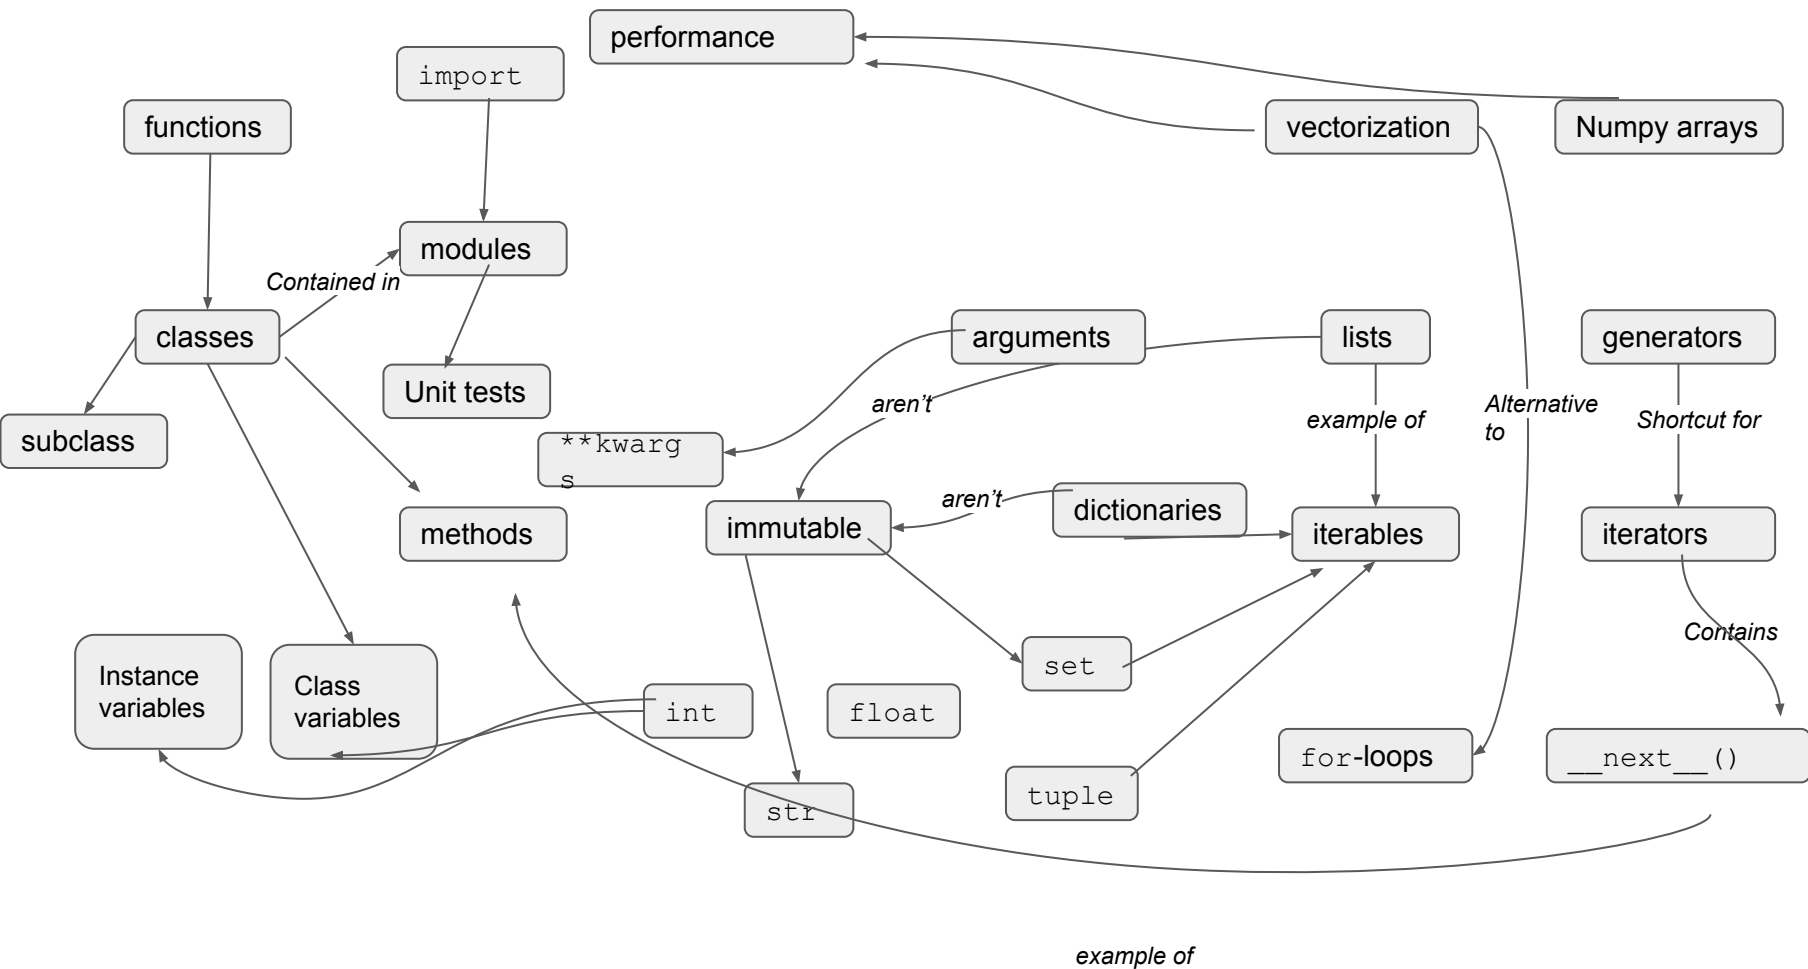 performance
import
functions
vectorization
Numpy arrays
modules
Contained in
classes
arguments
lists
generators
Unit tests
aren't
example of
Alternative
to
Shortcut for
subclass
**kwarg
s
immutable
aren't
dictionaries
iterables
iterators
methods
Contains
set
Instance
variables
Class
variables
int
float
for-loops
__next__()
tuple
str
example of